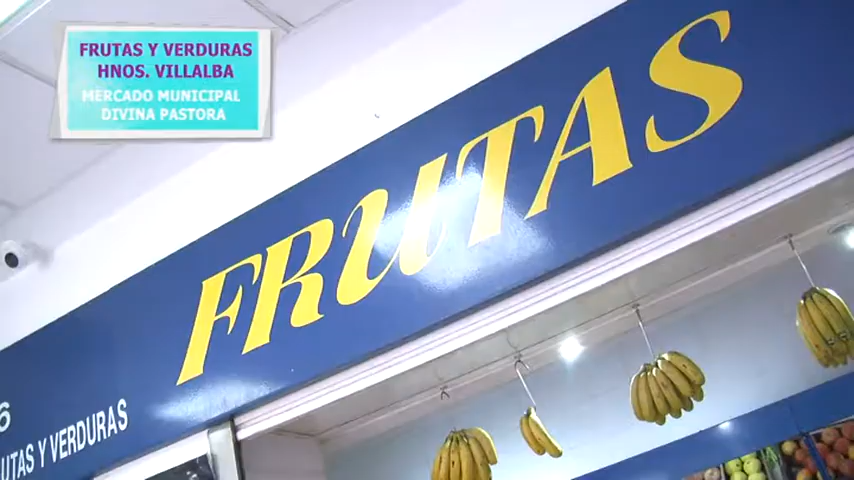 FRUTAS Y VERDURAS
HNOS. VILLALBA
MERCADO MUNICIPAL
DIVINA PASTORA
FRUTAS
6
UTAS Y VERDURAS